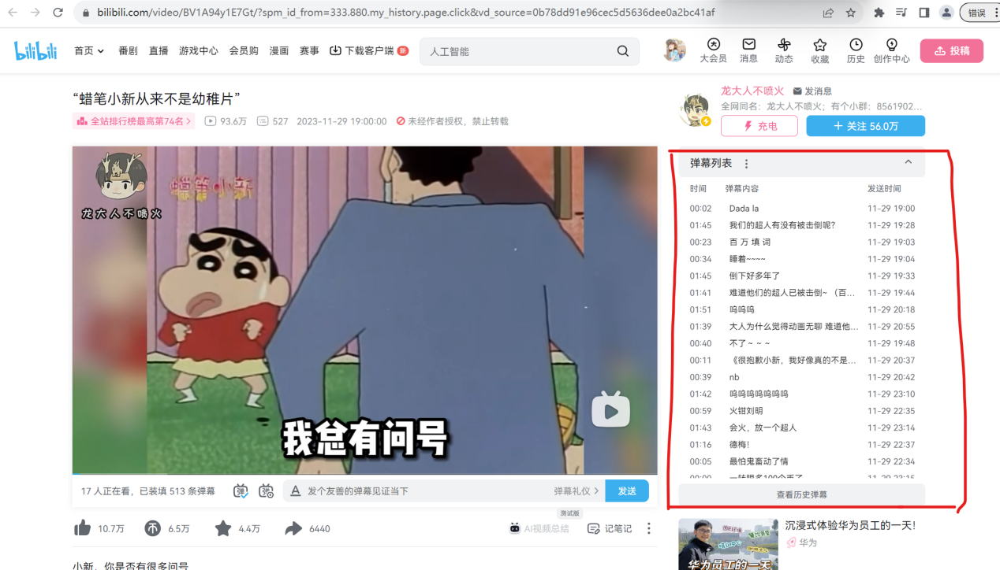 bilibili.com/video/BV1A94y1E7Gt/?spm_id_from=333.880.my_history.page.click&vd_source=0b78dd91e96cec5d5636dee0a2bc41af 错误
bilibili 首页 番剧 直播 游戏中心 会员购 漫画 赛事 下载客户端 新 人工智能 大会员 消息 动态 收藏 历史 创作中心 投稿
“蜡笔小新从来不是幼稚片”
全站排行榜最高第74名 93.6万 527 2023-11-29 19:00:00 未经作者授权，禁止转载
龙大人不喷火 发消息
全网同名：龙大人不喷火；有个小群：8561902...
充电 + 关注 56.0万
蜡笔小新
龙大人不喷火
我总有问号
弹幕列表
时间 弹幕内容 发送时间
00:02 Dada la 11-29 19:00
01:45 我们的超人有没有被击倒呢? 11-29 19:28
00:23 百 万 填 词 11-29 19:03
00:34 睡着~~~~ 11-29 19:04
01:45 倒下好多年了 11-29 19:33
01:41 难道他们的超人已被击倒~（百... 11-29 19:44
01:51 呜呜呜 11-29 20:18
01:39 大人为什么觉得动画无聊 难道他... 11-29 20:55
00:40 不了～～～ 11-29 19:48
00:11 《很抱歉小新，我好像真的不是... 11-29 20:37
00:39 nb 11-29 20:42
01:42 呜呜呜呜呜呜呜 11-29 23:10
00:59 火钳刘明 11-29 22:35
01:43 会火，放一个超人 11-29 23:14
01:16 德梅! 11-29 22:37
00:05 最怕鬼畜动了情 11-29 22:34
00:00 一转眼多100个币了 11-29 23:15
查看历史弹幕
17 人正在看，已装填 513 条弹幕 弹 弹 A 发个友善的弹幕见证当下 弹幕礼仪 发送
测试版
10.7万 6.5万 4.4万 6440 AI视频总结 记笔记
小新，你是否有很多问号
沉浸式体验华为员工的一天！
华为
华为员工的一天